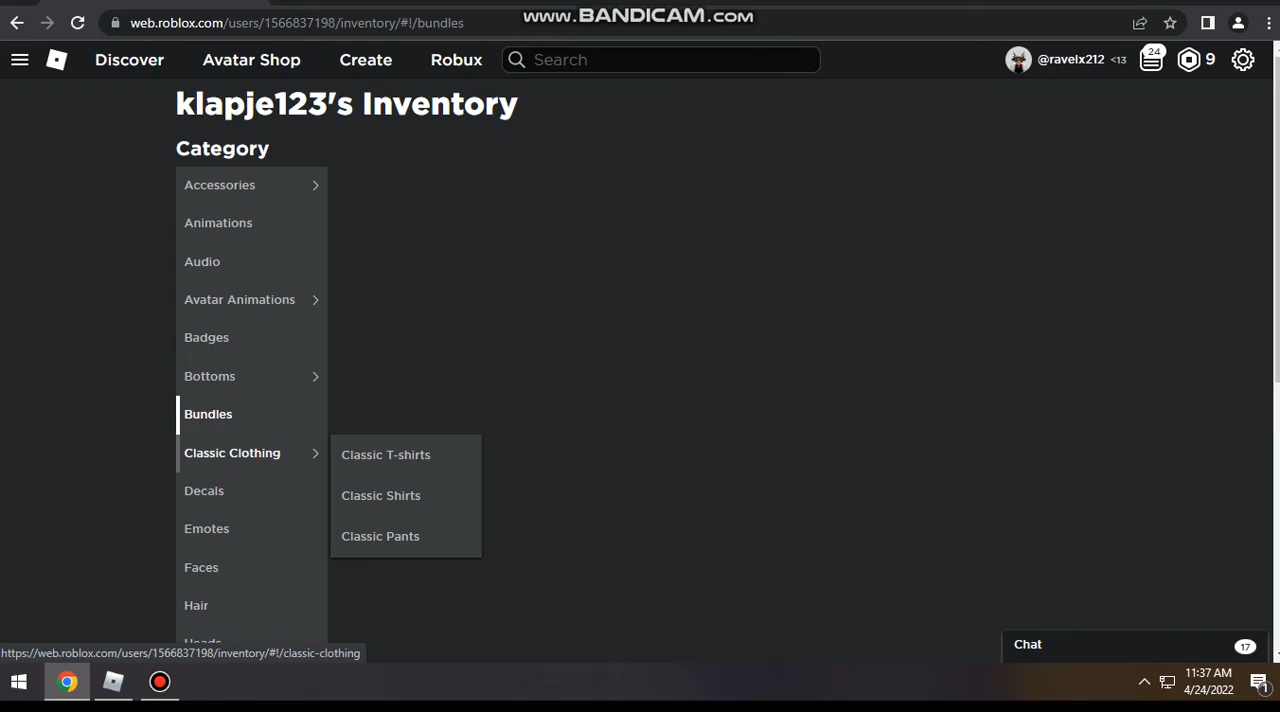 www.BANDICAM.com
web.roblox.com/users/1566837198/inventory/#!/bundles
Discover Avatar Shop Create Robux Search @ravelx212 <13 24 9
klapje123's Inventory
Category
Accessories
Animations
Audio
Avatar Animations
Badges
Bottoms
Bundles
Classic Clothing
Classic T-shirts
Classic Shirts
Classic Pants
Decals
Emotes
Faces
Hair
Heads
https://web.roblox.com/users/1566837198/inventory/#!/classic-clothing
Chat 17
11:37 AM
4/24/2022
1